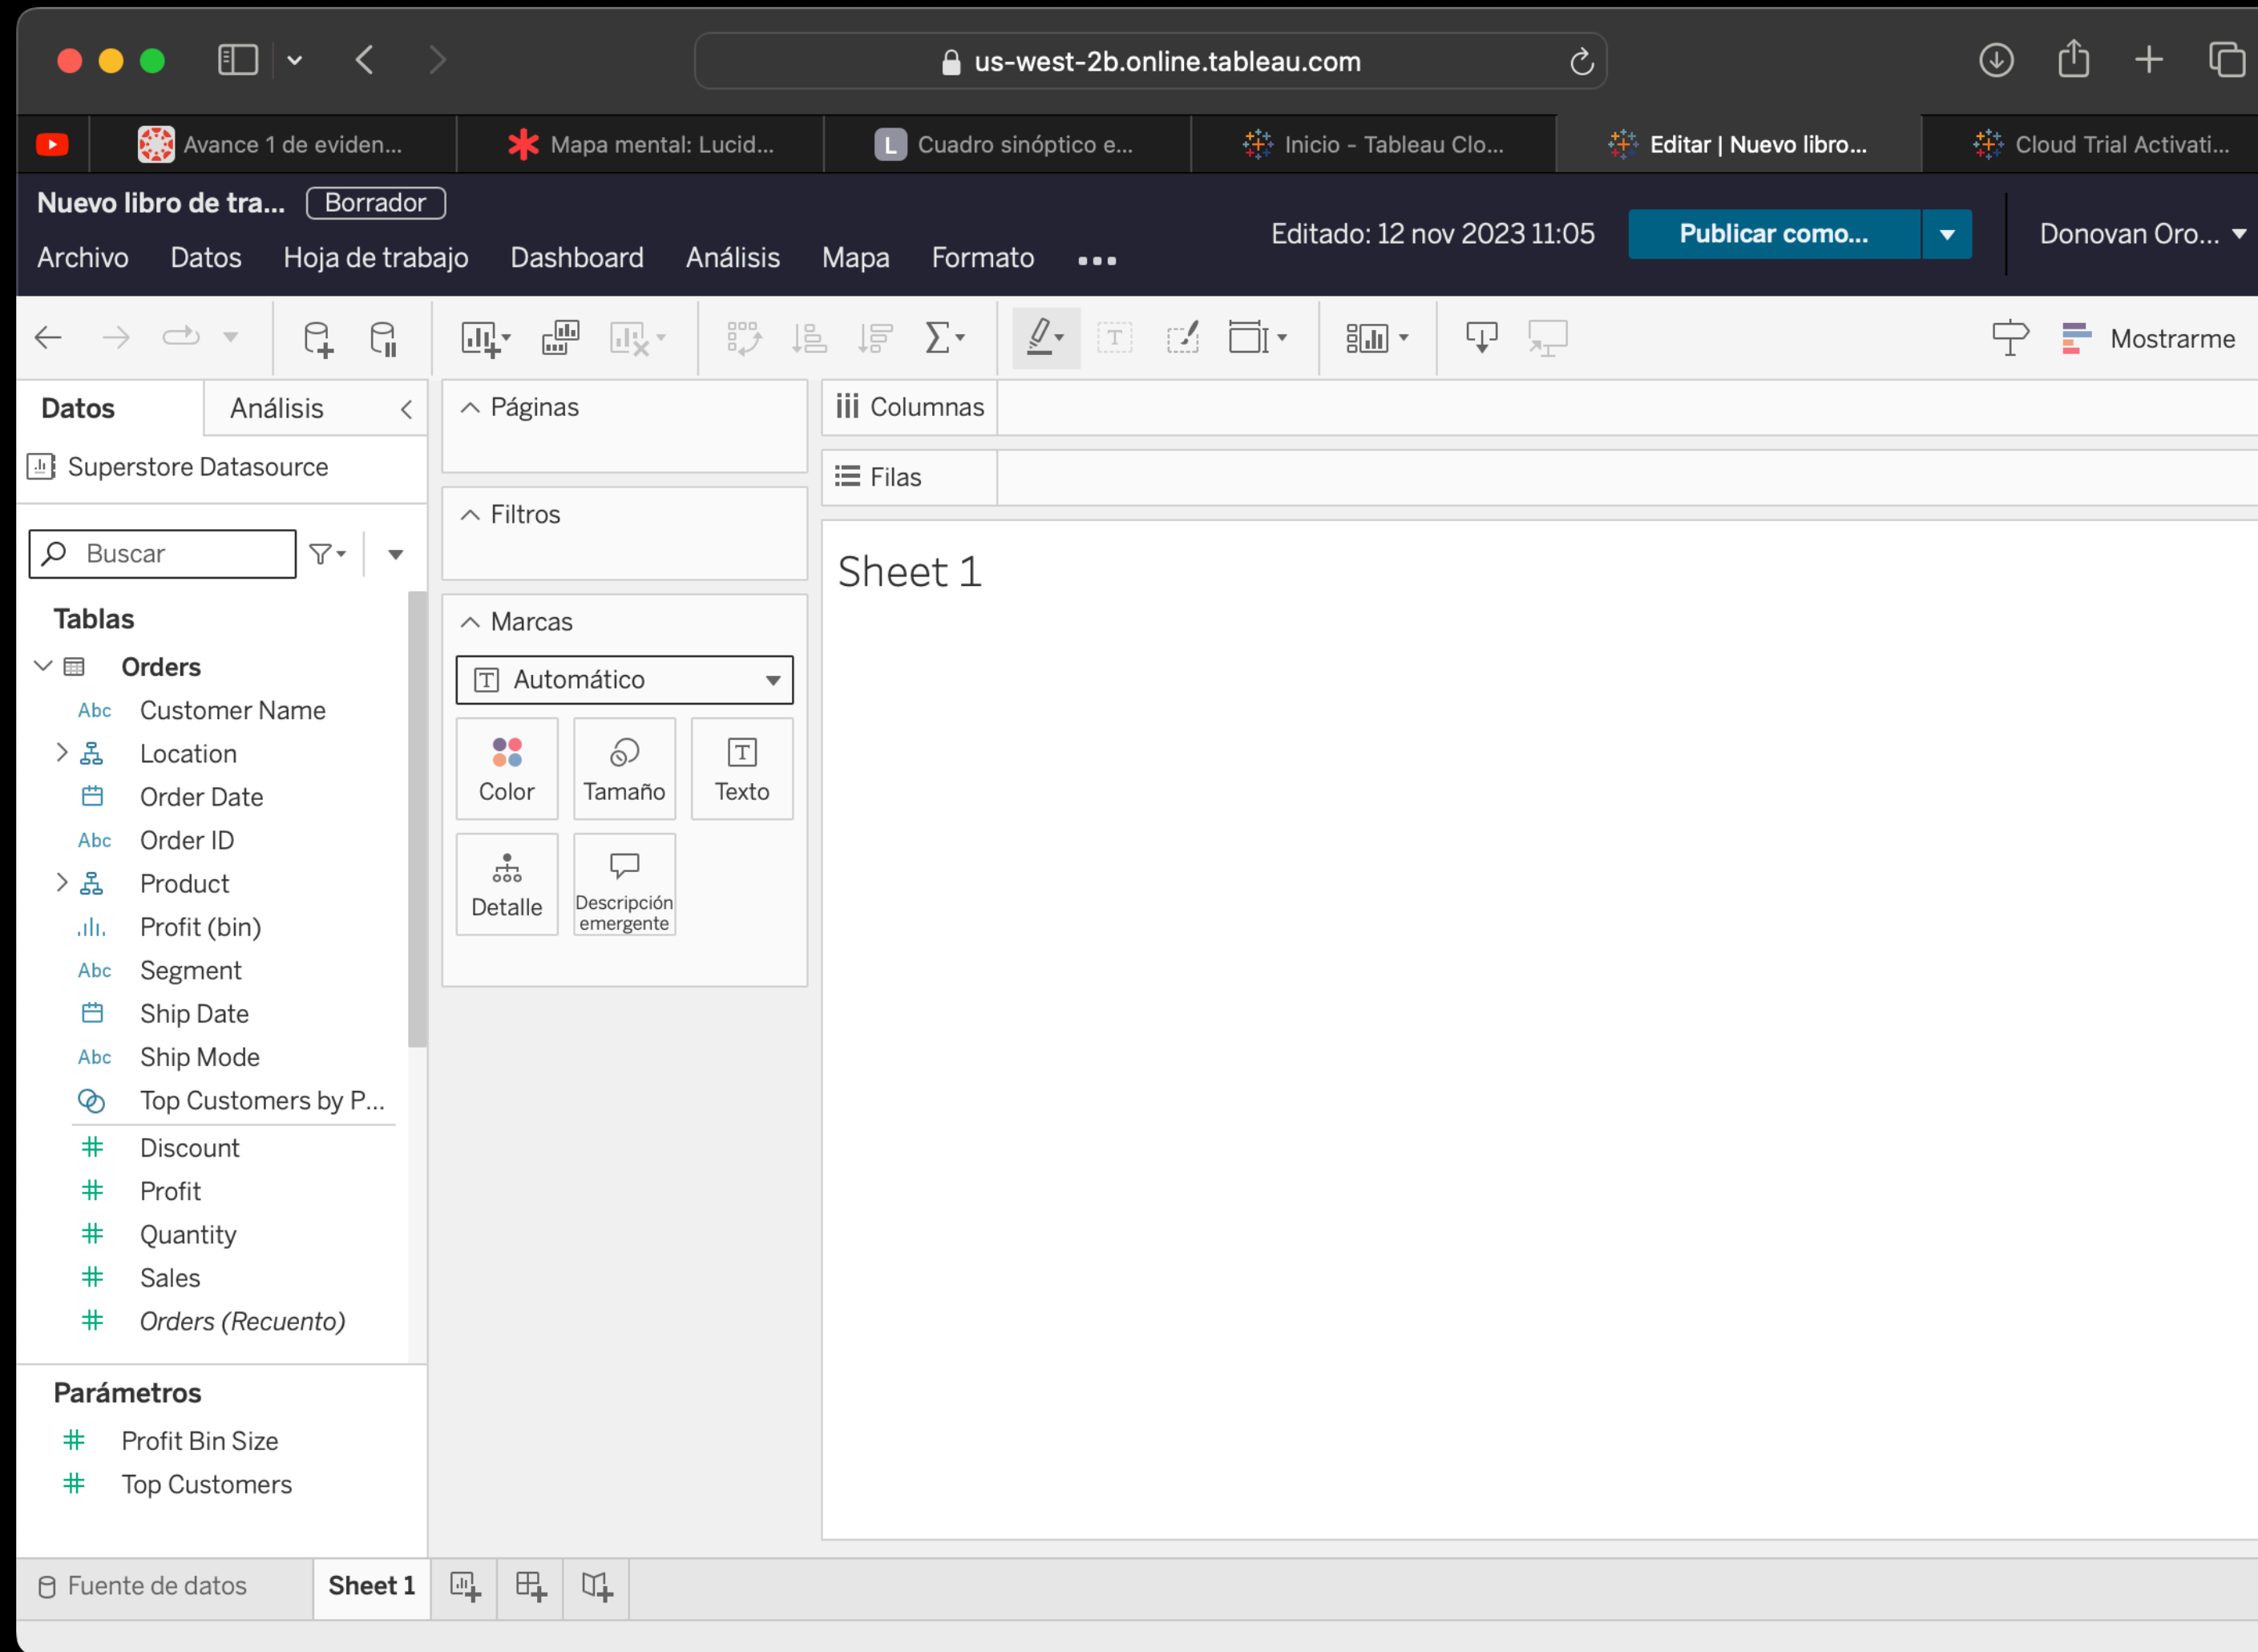 us-west-2b.online.tableau.com
Avance 1 de eviden...
Mapa mental: Lucid...
L Cuadro sinóptico e...
Inicio - Tableau Clo...
Editar | Nuevo libro...
Cloud Trial Activati...
Nuevo libro de tra... Borrador
Editado: 12 nov 2023 11:05 Publicar como... Donovan Oro...
Archivo Datos Hoja de trabajo Dashboard Análisis Mapa Formato
Mostrarme
Datos Análisis
Superstore Datasource
Buscar
Tablas
Orders
Abc Customer Name
Location
Order Date
Abc Order ID
Product
Profit (bin)
Abc Segment
Ship Date
Abc Ship Mode
Top Customers by P...
# Discount
# Profit
# Quantity
# Sales
# Orders (Recuento)
Parámetros
# Profit Bin Size
# Top Customers
Páginas
Filtros
Marcas
T Automático
Color Tamaño T Texto
Detalle Descripción
emergente
Columnas
Filas
Sheet 1
Fuente de datos Sheet 1